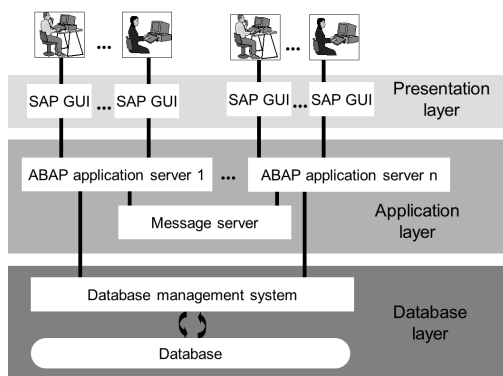 ...
...
...
SAP GUI ... SAP GUI
SAP GUI ... SAP GUI
Presentation
layer
ABAP application server 1
...
ABAP application server n
Message server
Application
layer
Database management system
Database
layer
Database